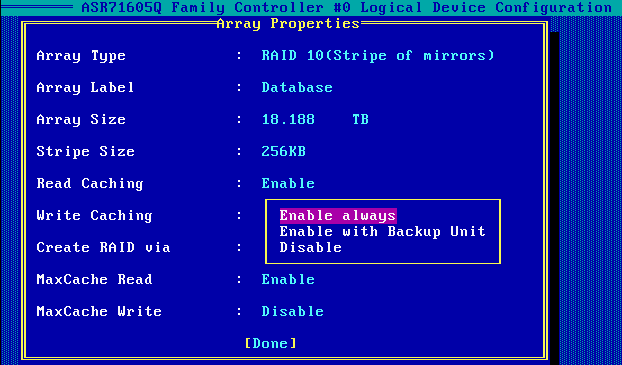 ASR71605Q Family Controller #0 Logical Device Configuration
Array Properties
Array Type : RAID 10(Stripe of mirrors)
Array Label : Database
Array Size : 18.188 TB
Stripe Size : 256KB
Read Caching : Enable
Write Caching : Enable always
Enable with Backup Unit
Create RAID via : Disable
MaxCache Read : Enable
MaxCache Write : Disable
[Done]